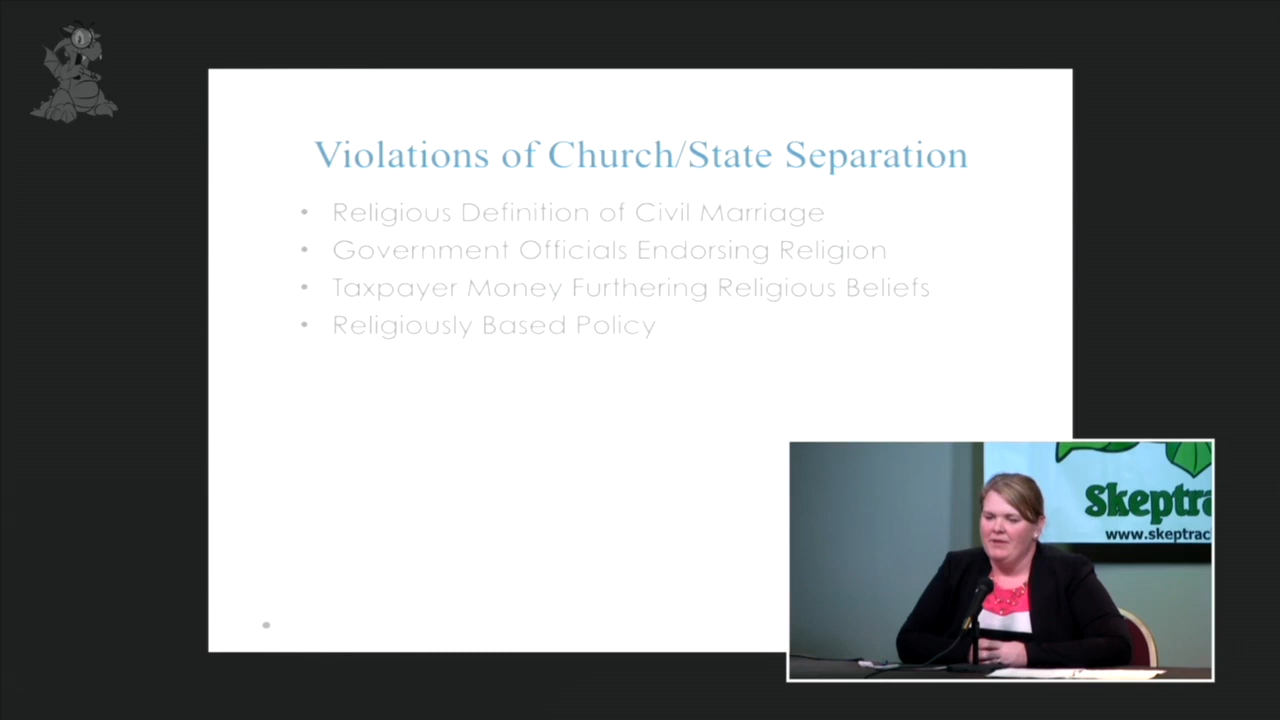 Violations of Church/State Separation
• Religious Definition of Civil Marriage
• Government Officials Endorsing Religion
• Taxpayer Money Furthering Religious Beliefs
• Religiously Based Policy
Skeptra
www.skeptrac